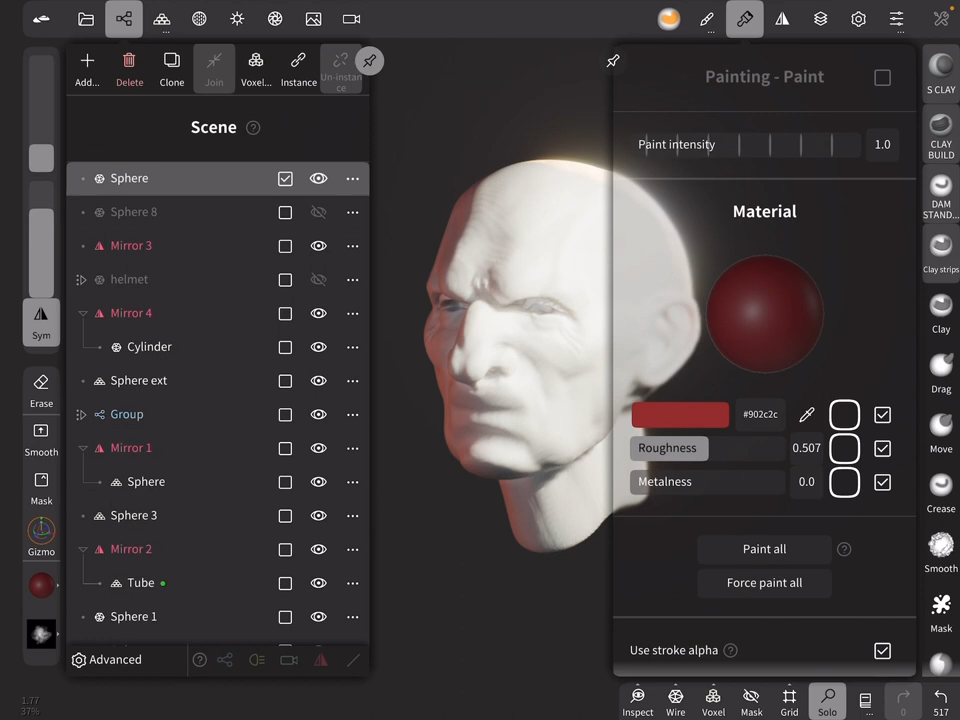 Add...
Delete
Clone
Join
Voxel...
Instance
Un-instan
ce
Scene
Sphere
Sphere 8
Mirror 3
helmet
Mirror 4
Cylinder
Sphere ext
Group
Mirror 1
Sphere
Sphere 3
Mirror 2
Tube
Sphere 1
Advanced
Sym
Erase
Smooth
Mask
Gizmo
1.77
37%
Painting - Paint
Paint intensity 1.0
Material
#902c2c
Roughness 0.507
Metalness 0.0
Paint all
Force paint all
Use stroke alpha
S CLAY
CLAY
BUILD
DAM
STAND...
Clay strips
Clay
Drag
Move
Crease
Smooth
Mask
Inspect
Wire
Voxel
Mask
Grid
Solo
...
0
517